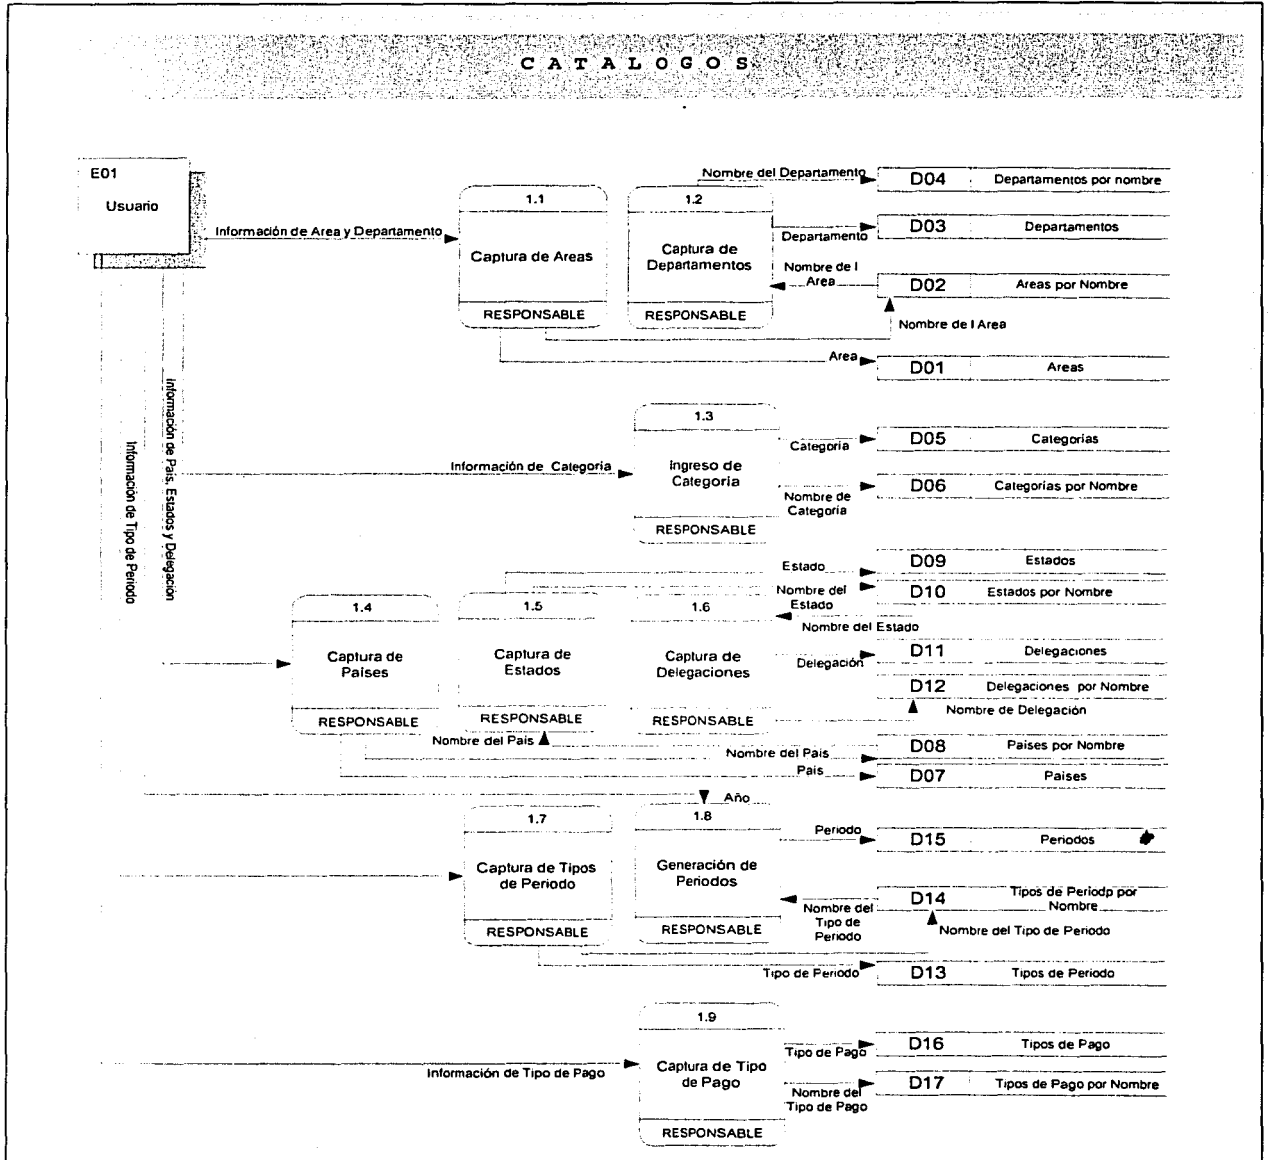 CATALOGOS
E01
Usuario
Información de Area y Departamento
1.1
Captura de Areas
RESPONSABLE
1.2
Captura de
Departamentos
RESPONSABLE
Nombre del Departamento
D04 Departamentos por nombre
Departamento
D03 Departamentos
Nombre de l
Area
D02 Areas por Nombre
Nombre de l Area
Area
D01 Areas
Información de País, Estados y Delegación
Información de Tipo de Periodo
Información de Categoria
1.3
Ingreso de
Categoria
RESPONSABLE
Categoria
D05 Categorías
Nombre de
Categoria
D06 Categorías por Nombre
Estado
D09 Estados
Nombre del
Estado
D10 Estados por Nombre
Nombre del Estado
1.4
Captura de
Países
RESPONSABLE
1.5
Captura de
Estados
RESPONSABLE
1.6
Captura de
Delegaciones
RESPONSABLE
Delegación
D11 Delegaciones
D12 Delegaciones por Nombre
Nombre de Delegación
Nombre del Pais
Nombre del Pais
D08 Paises por Nombre
Pais
D07 Paises
Año
1.7
Captura de Tipos
de Periodo
RESPONSABLE
1.8
Generación de
Periodos
RESPONSABLE
Periodo
D15 Periodos
Nombre del
Tipo de
Periodo
D14 Tipos de Periodp por
Nombre
Nombre del Tipo de Periodo
Tipo de Periodo
D13 Tipos de Periodo
Información de Tipo de Pago
1.9
Captura de Tipo
de Pago
RESPONSABLE
Tipo de Pago
D16 Tipos de Pago
Nombre del
Tipo de Pago
D17 Tipos de Pago por Nombre